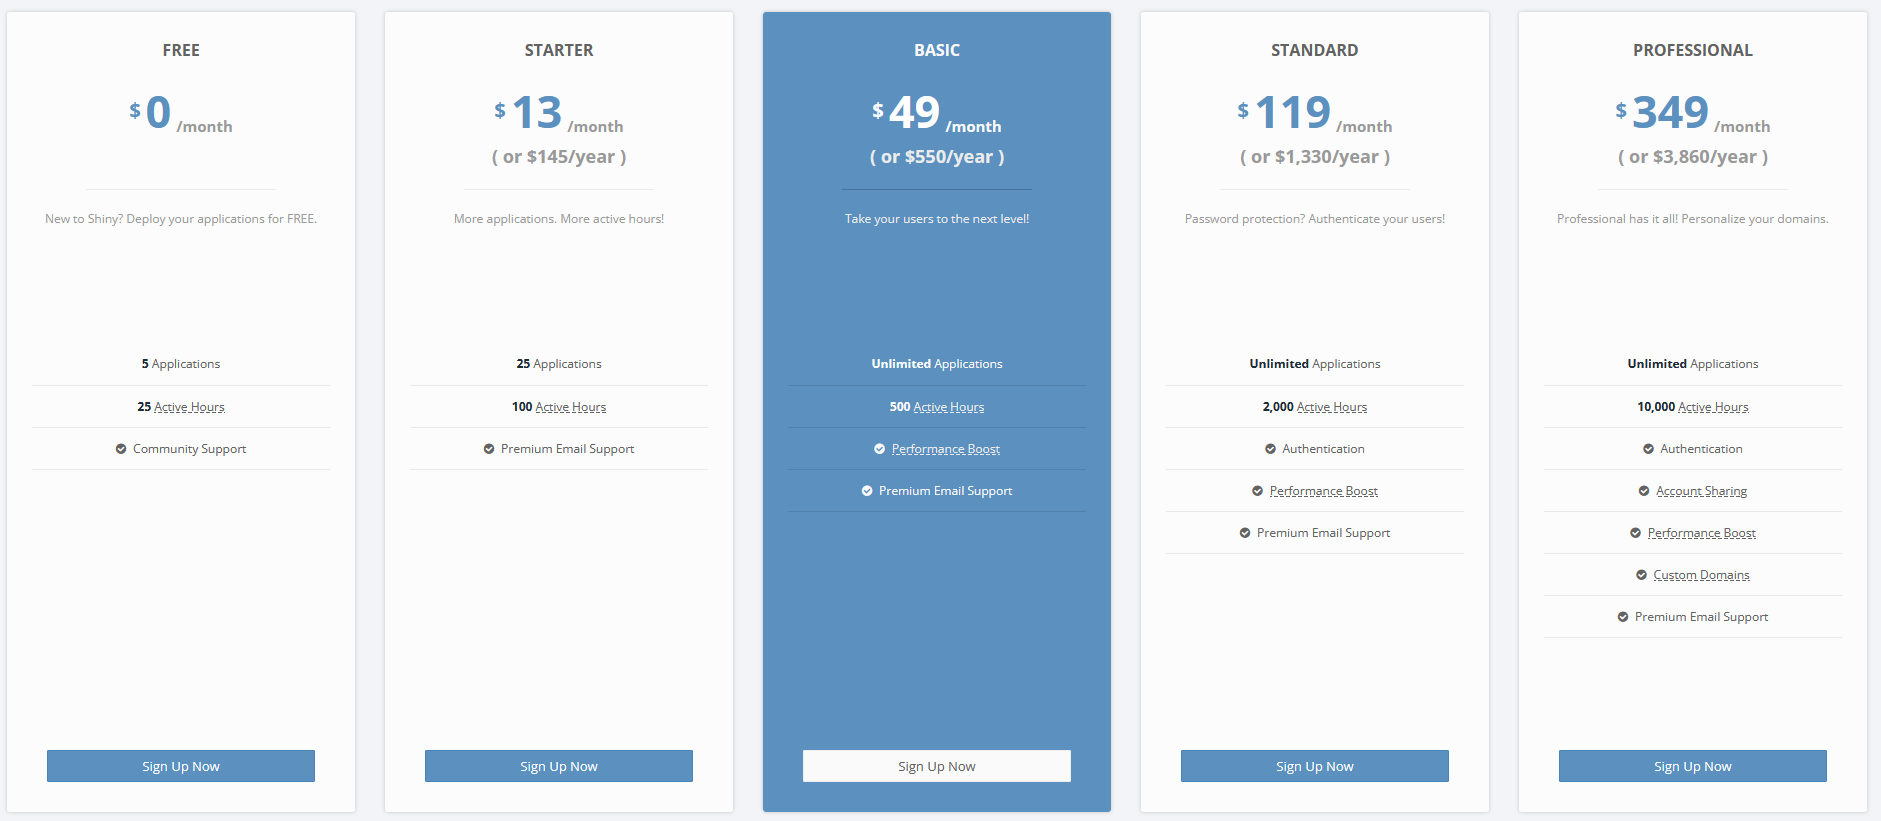 FREE
$ 0 /month
New to Shiny? Deploy your applications for FREE.
5 Applications
25 Active Hours
Community Support
Sign Up Now
STARTER
$ 13 /month
( or $145/year )
More applications. More active hours!
25 Applications
100 Active Hours
Premium Email Support
Sign Up Now
BASIC
$ 49 /month
( or $550/year )
Take your users to the next level!
Unlimited Applications
500 Active Hours
Performance Boost
Premium Email Support
Sign Up Now
STANDARD
$ 119 /month
( or $1,330/year )
Password protection? Authenticate your users!
Unlimited Applications
2,000 Active Hours
Authentication
Performance Boost
Premium Email Support
Sign Up Now
PROFESSIONAL
$ 349 /month
( or $3,860/year )
Professional has it all! Personalize your domains.
Unlimited Applications
10,000 Active Hours
Authentication
Account Sharing
Performance Boost
Custom Domains
Premium Email Support
Sign Up Now